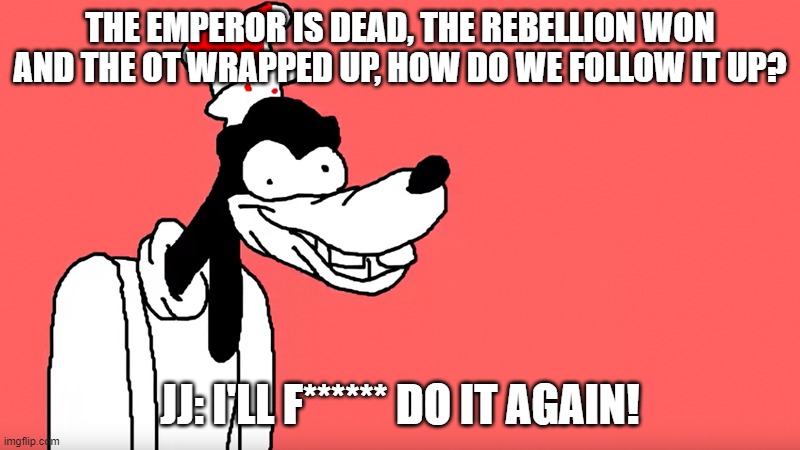 THE EMPEROR IS DEAD, THE REBELLION WON
AND THE OT WRAPPED UP, HOW DO WE FOLLOW IT UP?
JJ: I'LL F****** DO IT AGAIN!
imgflip.com